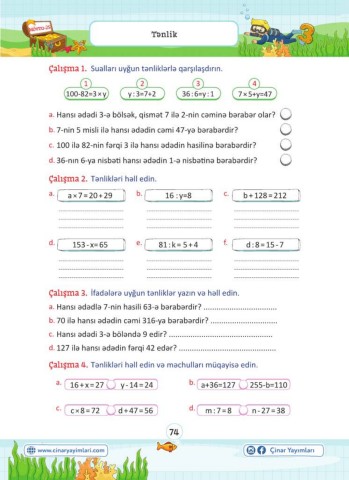 Tənlik
Çalışma 1. Sualları uyğun tənliklərlə qarşılaşdırın.
1 2 3 4
100-82=3×y y:3=7+2 36:6=y:1 7×5+y=47
a. Hansı ədədi 3-ə bölsək, qismət 7 ilə 2-nin cəminə bərabər olar?
b. 7-nin 5 misli ilə hansı ədədin cəmi 47-yə bərabərdir?
c. 100 ilə 82-nin fərqi 3 ilə hansı ədədin hasilinə bərabərdir?
d. 36-nın 6-ya nisbəti hansı ədədin 1-ə nisbətinə bərabərdir?
Çalışma 2. Tənlikləri həll edin.
a. a×7=20+29 b. 16:y=8 c. b+128=212
d. 153-x=65 e. 81:k=5+4 f. d:8=15-7
Çalışma 3. İfadələrə uyğun tənliklər yazın və həll edin.
a. Hansı ədədlə 7-nin hasili 63-ə bərabərdir? ..................................
b. 70 ilə hansı ədədin cəmi 316-ya bərabərdir? ..................................
c. Hansı ədədi 3-ə böləndə 9 edir? ..................................
d. 127 ilə hansı ədədin fərqi 42 edər? ..................................
Çalışma 4. Tənlikləri həll edin və məchulları müqayisə edin.
a. 16+x=27 y-14=24 b. a+36=127 255-b=110
c. c×8=72 d+47=56 d. m:7=8 n-27=38
74
www.cinaryayimlari.com Çinar Yayımları